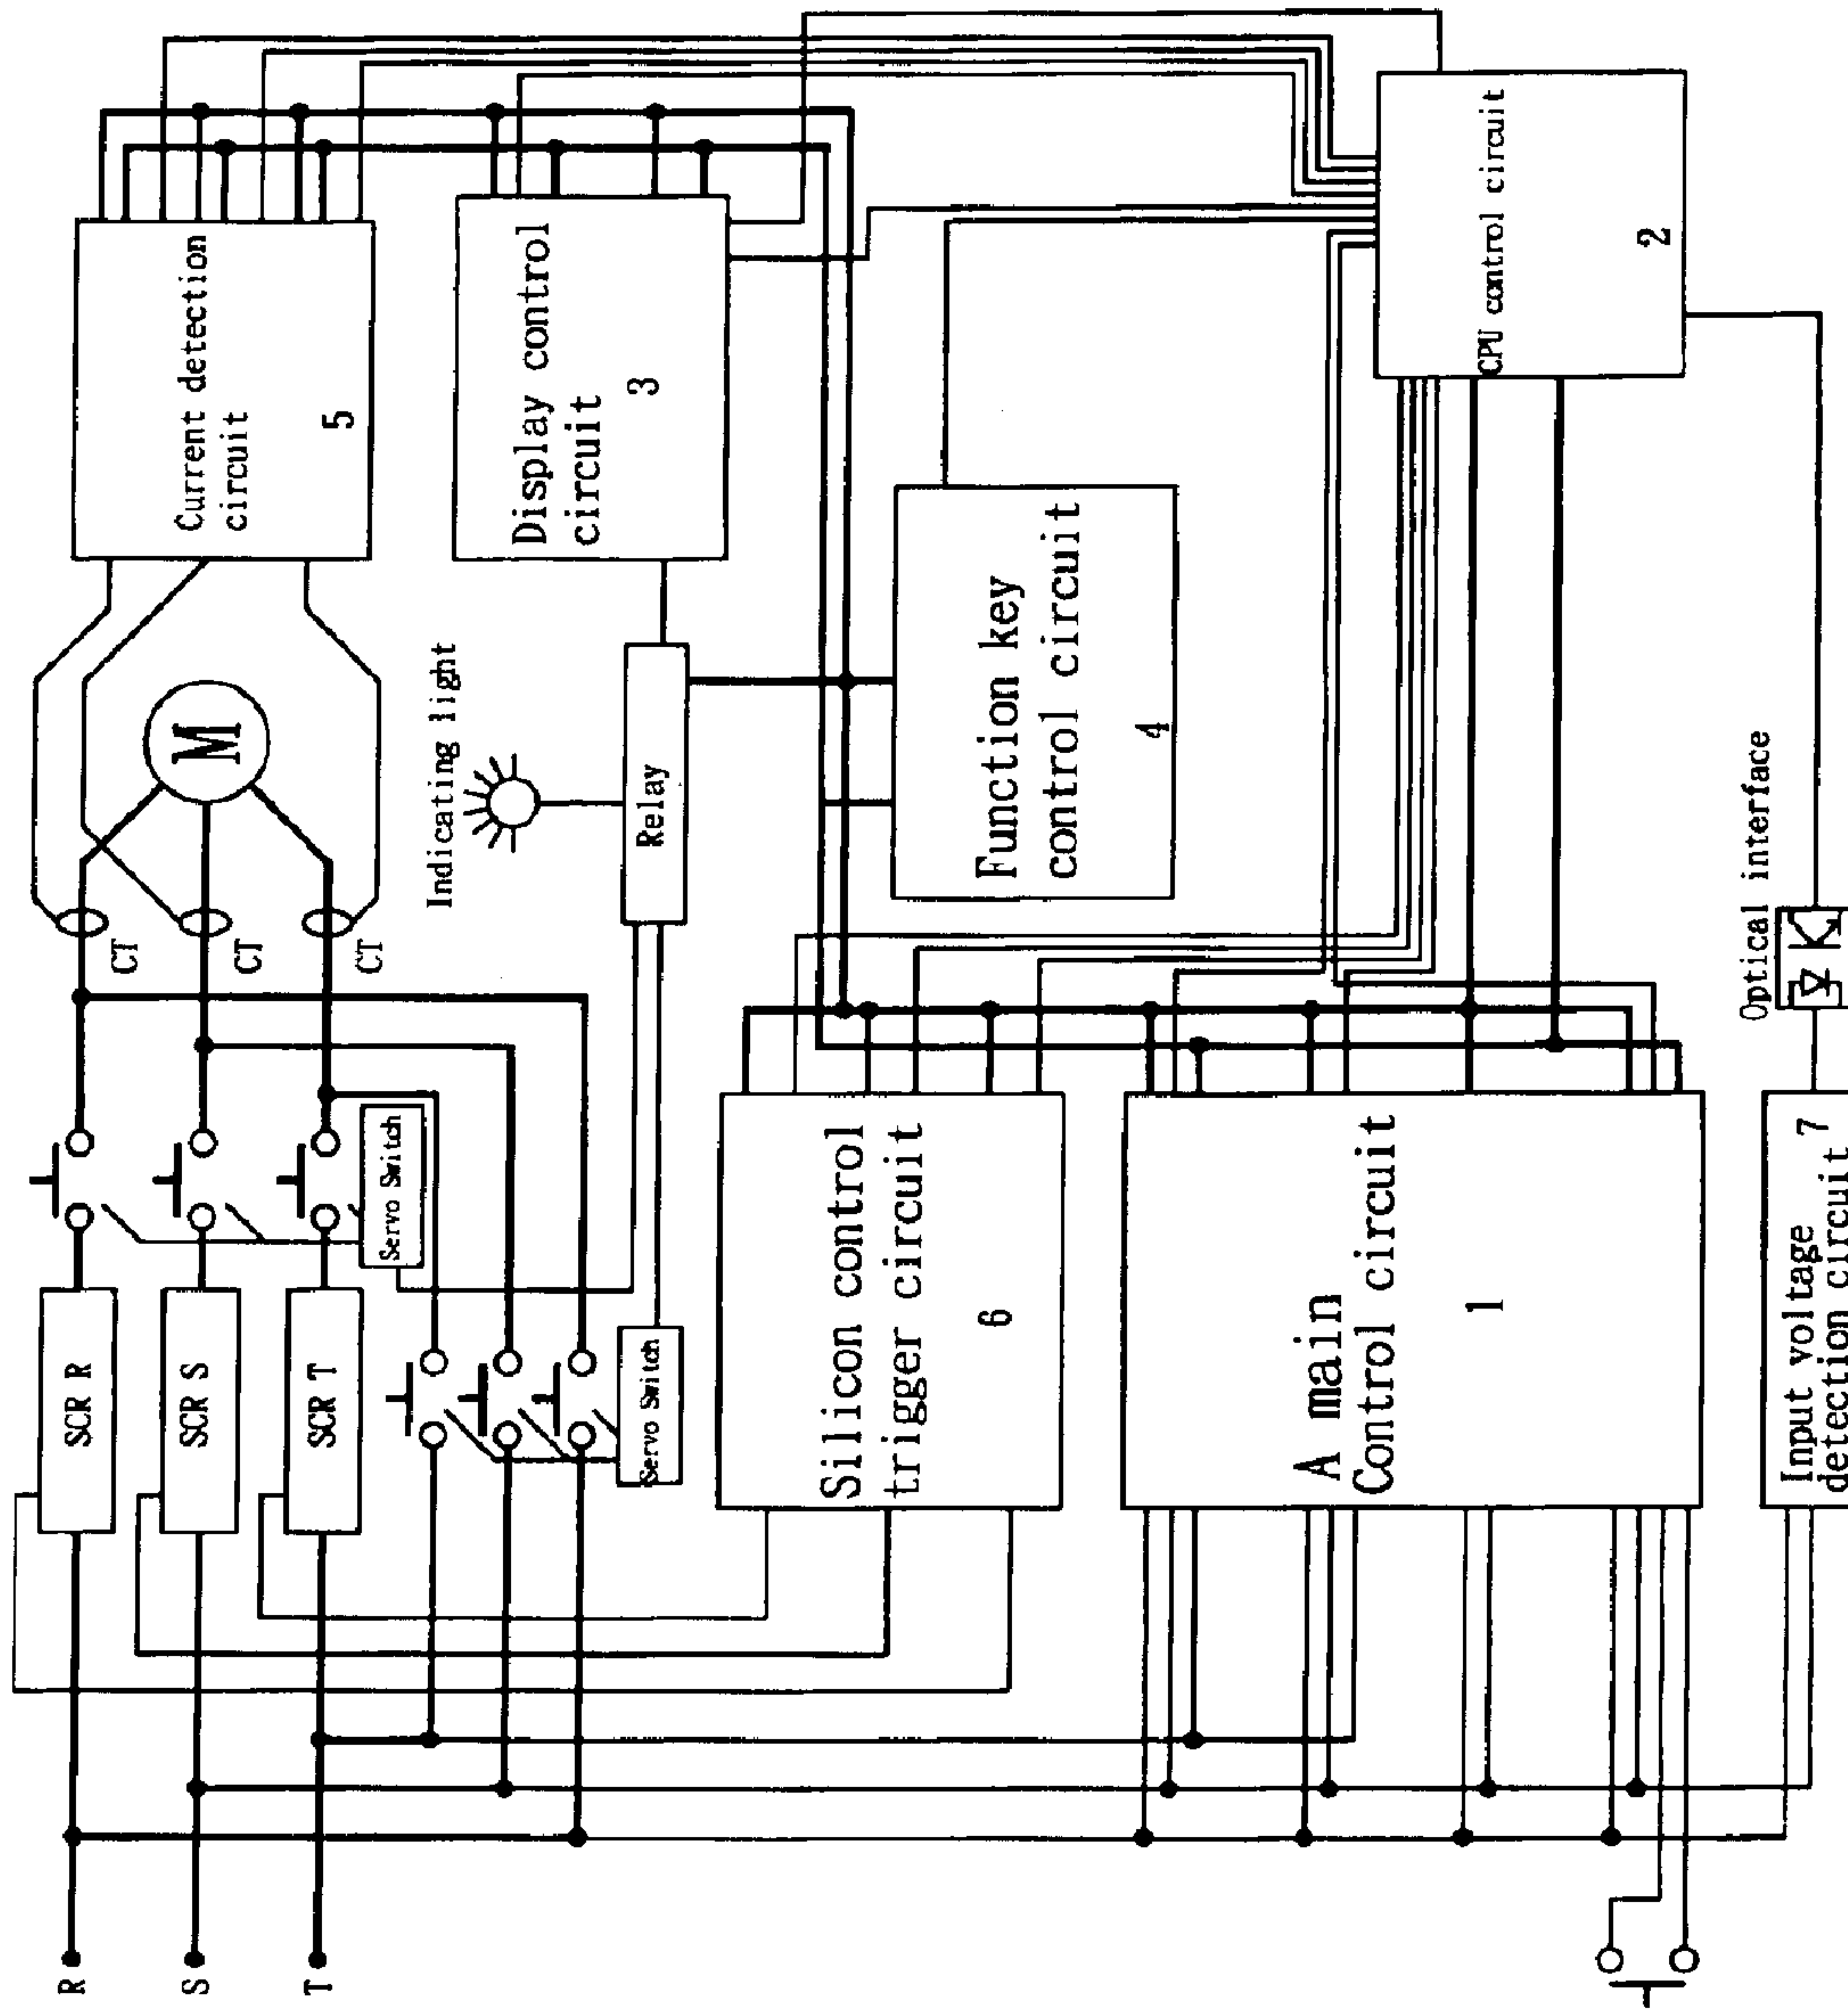 R
SCR R
CT
S
SCR S
CT
M
T
SCR T
CT
Servo Switch
Servo Switch
Current detection
circuit
5
Indicating light
Relay
Display control
circuit
3
Silicon control
trigger circuit
6
Function key
control circuit
4
A main
Control circuit
1
CPU control circuit
2
Optical interface
Input voltage
detection circuit 7